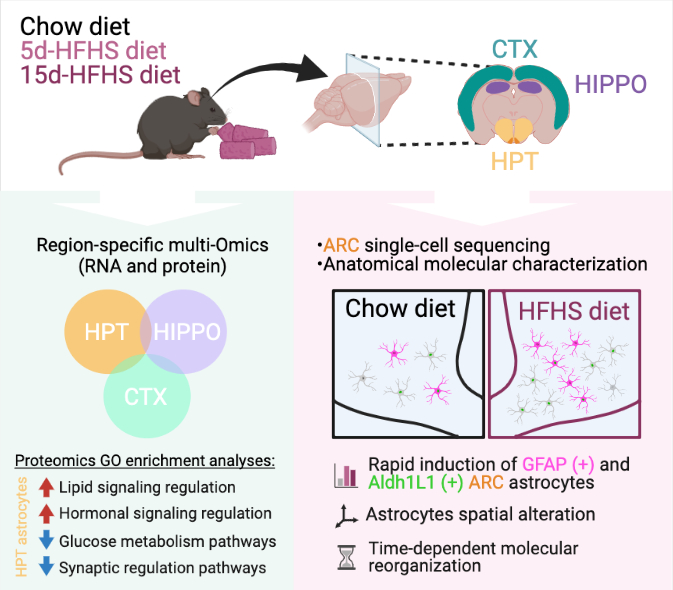 Chow diet
5d-HFHS diet
15d-HFHS diet
CTX
HIPPO
HPT
Region-specific multi-Omics
(RNA and protein)
HPT
HIPPO
CTX
Proteomics GO enrichment analyses:
HPT astrocytes
Lipid signaling regulation
Hormonal signaling regulation
Glucose metabolism pathways
Synaptic regulation pathways
•ARC single-cell sequencing
•Anatomical molecular characterization
Chow diet
HFHS diet
Rapid induction of GFAP (+) and
Aldh1L1 (+) ARC astrocytes
Astrocytes spatial alteration
Time-dependent molecular
reorganization